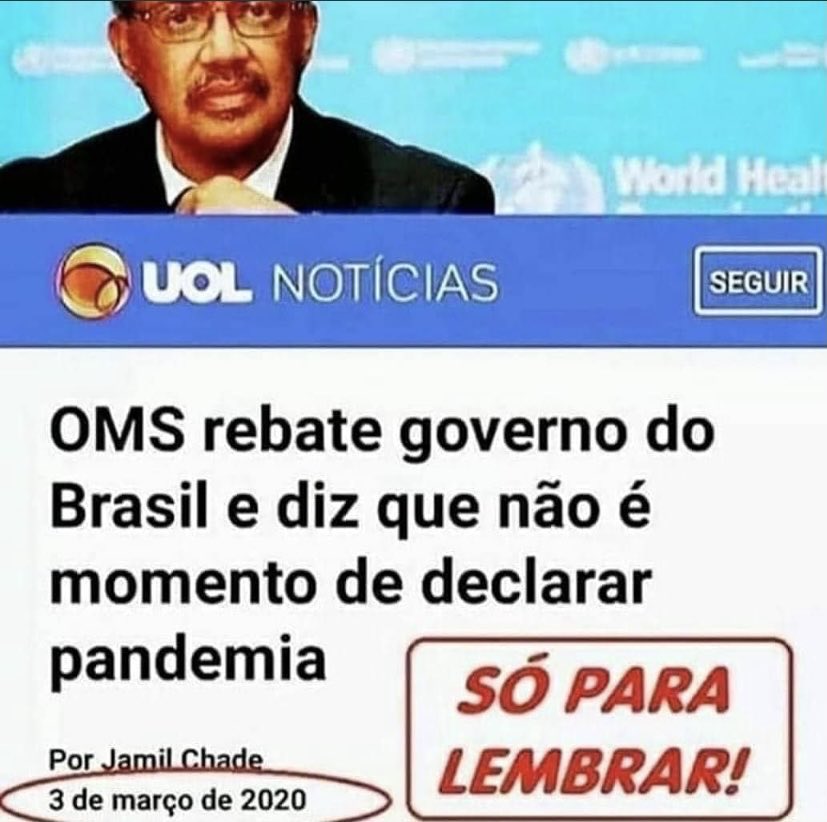 World Heal
UOL NOTÍCIAS
SEGUIR
OMS rebate governo do
Brasil e diz que não é
momento de declarar
pandemia
SÓ PARA
LEMBRAR!
Por Jamil Chade
3 de março de 2020